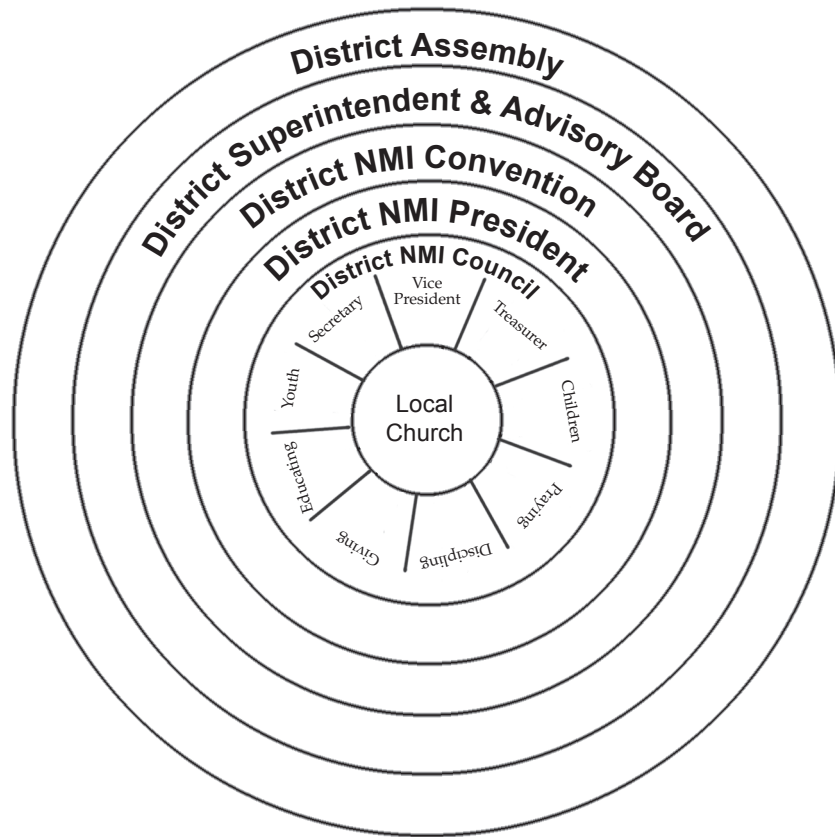 District Assembly
District Superintendent & Advisory Board
District NMI Convention
District NMI President
District NMI Council
Vice
President
Treasurer
Children
Praying
Discipling
Giving
Educating
Youth
Secretary
Local
Church